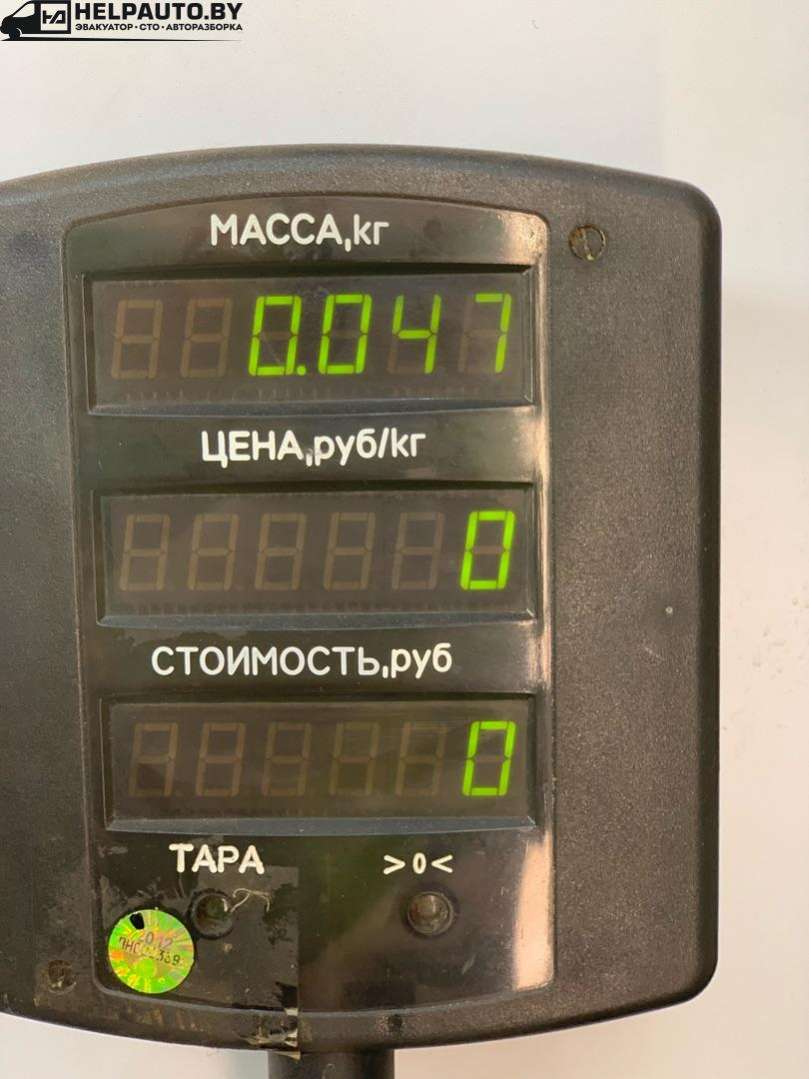 HELPAUTO.BY
ЭВАКУАТОР • СТО • АВТОРАЗБОРКА
МАССА,кг
0.047
ЦЕНА,руб/кг
0
СТОИМОСТЬ,руб
0
ТАРА >0<